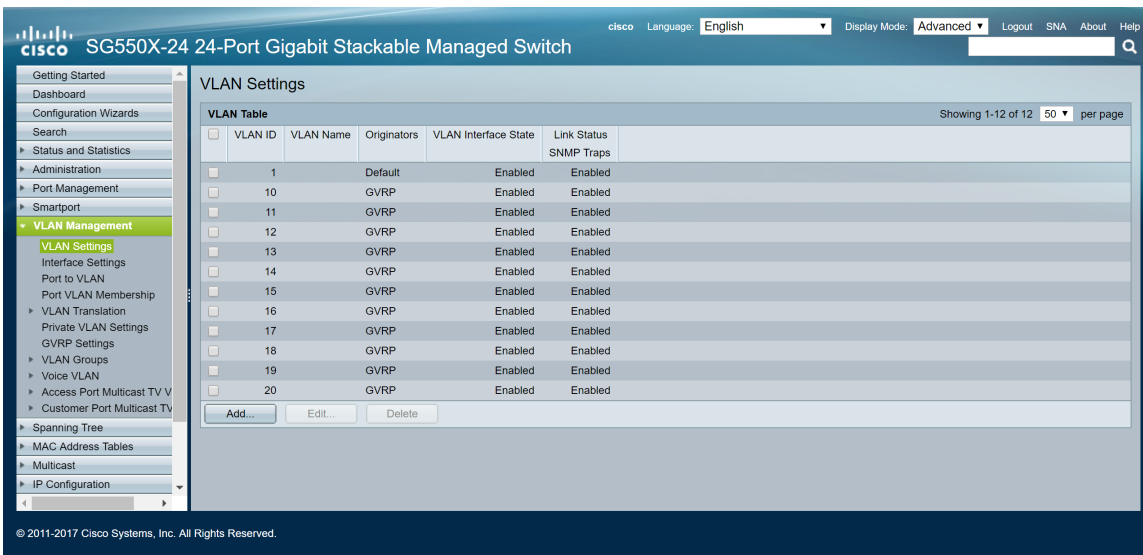 cisco Language: English Display Mode: Advanced Logout SNA About Help
CISCO SG550X-24 24-Port Gigabit Stackable Managed Switch
Getting Started
Dashboard
Configuration Wizards
Search
Status and Statistics
Administration
Port Management
Smartport
VLAN Management
VLAN Settings
Interface Settings
Port to VLAN
Port VLAN Membership
VLAN Translation
Private VLAN Settings
GVRP Settings
VLAN Groups
Voice VLAN
Access Port Multicast TV V
Customer Port Multicast TV
Spanning Tree
MAC Address Tables
Multicast
IP Configuration
VLAN Settings
VLAN Table Showing 1-12 of 12 50 per page
VLAN ID VLAN Name Originators VLAN Interface State Link Status
SNMP Traps
1 Default Enabled Enabled
10 GVRP Enabled Enabled
11 GVRP Enabled Enabled
12 GVRP Enabled Enabled
13 GVRP Enabled Enabled
14 GVRP Enabled Enabled
15 GVRP Enabled Enabled
16 GVRP Enabled Enabled
17 GVRP Enabled Enabled
18 GVRP Enabled Enabled
19 GVRP Enabled Enabled
20 GVRP Enabled Enabled
Add... Edit... Delete
© 2011-2017 Cisco Systems, Inc. All Rights Reserved.